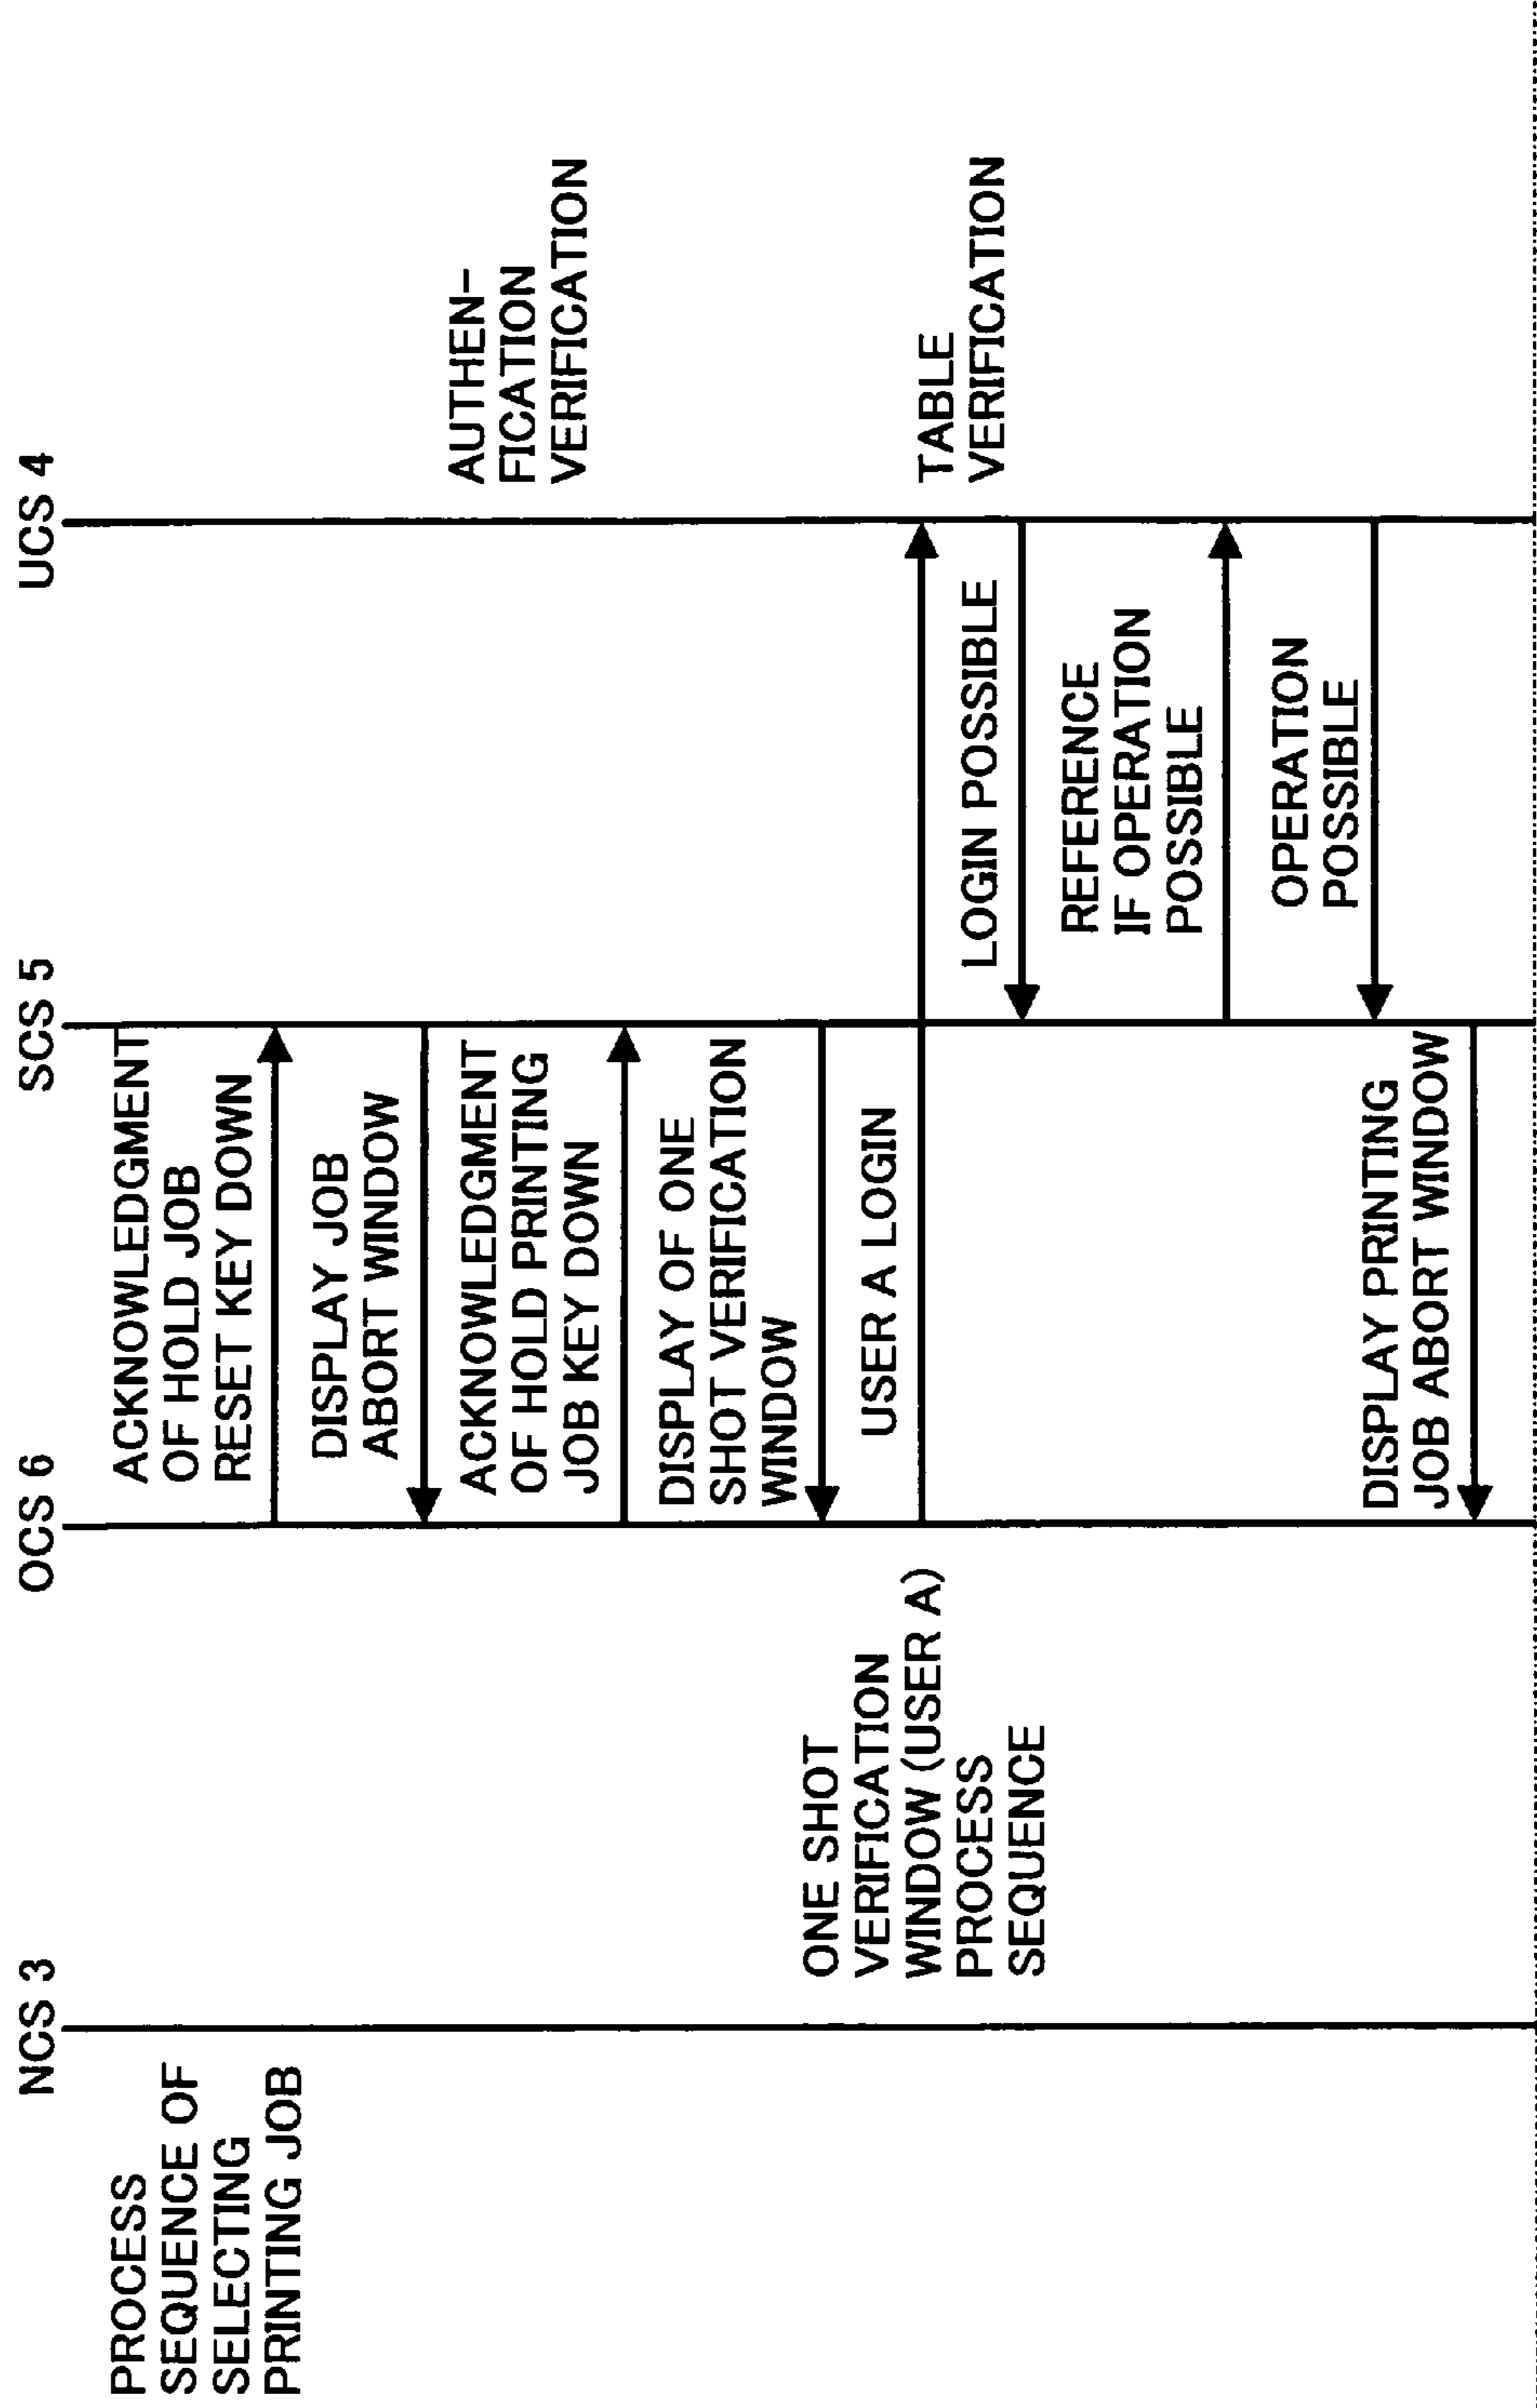 NCS 3
OCS 6
SCS 5
UCS 4
PROCESS
SEQUENCE OF
SELECTING
PRINTING JOB
ACKNOWLEDGMENT
OF HOLD JOB
RESET KEY DOWN
DISPLAY JOB
ABORT WINDOW
ACKNOWLEDGMENT
OF HOLD PRINTING
JOB KEY DOWN
AUTHEN-
FICATION
VERIFICATION
DISPLAY OF ONE
SHOT VERIFICATION
WINDOW
ONE SHOT
VERIFICATION
WINDOW (USER A)
PROCESS
SEQUENCE
USER A LOGIN
TABLE
VERIFICATION
LOGIN POSSIBLE
REFERENCE
IF OPERATION
POSSIBLE
OPERATION
POSSIBLE
DISPLAY PRINTING
JOB ABORT WINDOW